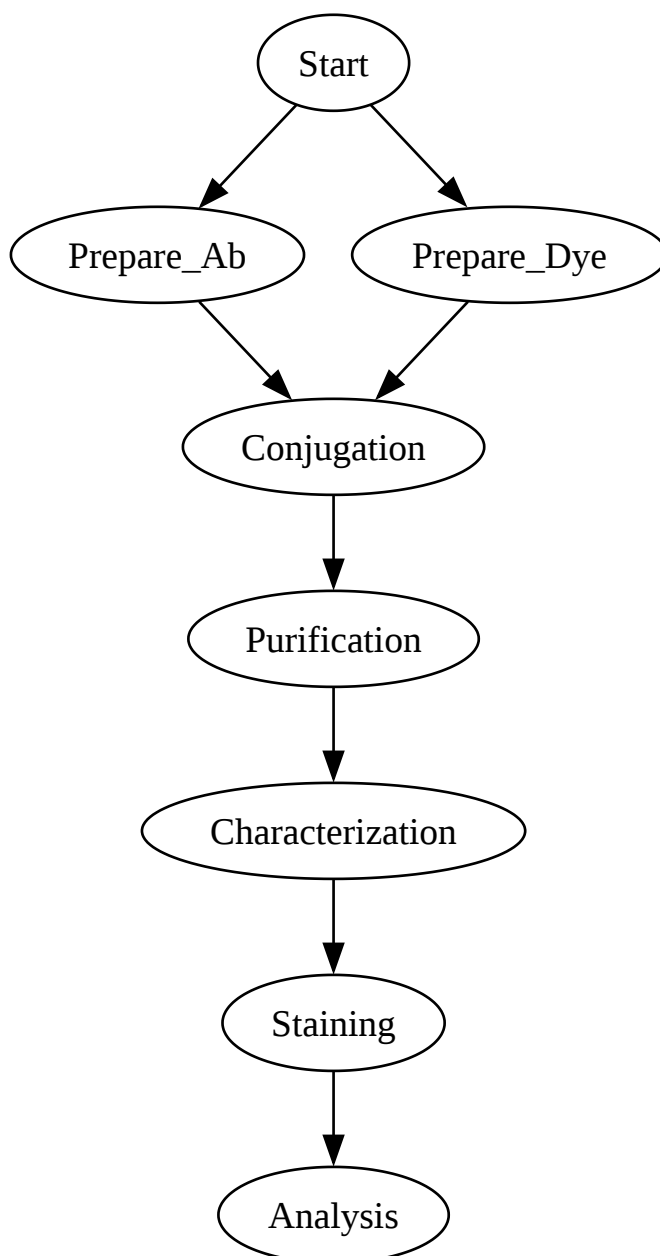 Start
Prepare_Ab
Prepare_Dye
Conjugation
Purification
Characterization
Staining
Analysis